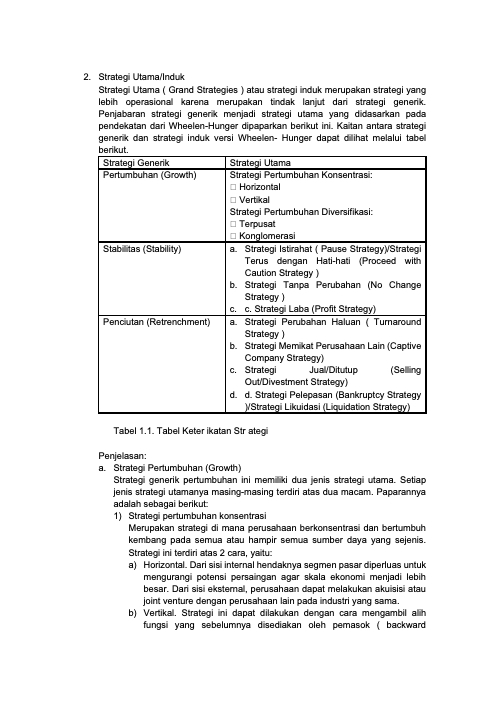 2. Strategi Utama/Induk
Strategi Utama ( Grand Strategies ) atau strategi induk merupakan strategi yang
lebih operasional karena merupakan tindak lanjut dari strategi generik.
Penjabaran strategi generik menjadi strategi utama yang didasarkan pada
pendekatan dari Wheelen-Hunger dipaparkan berikut ini. Kaitan antara strategi
generik dan strategi induk versi Wheelen- Hunger dapat dilihat melalui tabel
berikut.
Strategi Generik Strategi Utama
Pertumbuhan (Growth) Strategi Pertumbuhan Konsentrasi:
□ Horizontal
□ Vertikal
Strategi Pertumbuhan Diversifikasi:
□ Terpusat
□ Konglomerasi
Stabilitas (Stability) a. Strategi Istirahat ( Pause Strategy)/Strategi
Terus dengan Hati-hati (Proceed with
Caution Strategy )
b. Strategi Tanpa Perubahan (No Change
Strategy )
c. c. Strategi Laba (Profit Strategy)
Penciutan (Retrenchment) a. Strategi Perubahan Haluan ( Turnaround
Strategy )
b. Strategi Memikat Perusahaan Lain (Captive
Company Strategy)
c. Strategi Jual/Ditutup (Selling
Out/Divestment Strategy)
d. d. Strategi Pelepasan (Bankruptcy Strategy
)/Strategi Likuidasi (Liquidation Strategy)
Tabel 1.1. Tabel Keter ikatan Str ategi
Penjelasan:
a. Strategi Pertumbuhan (Growth)
Strategi generik pertumbuhan ini memiliki dua jenis strategi utama. Setiap
jenis strategi utamanya masing-masing terdiri atas dua macam. Paparannya
adalah sebagai berikut:
1) Strategi pertumbuhan konsentrasi
Merupakan strategi di mana perusahaan berkonsentrasi dan bertumbuh
kembang pada semua atau hampir semua sumber daya yang sejenis.
Strategi ini terdiri atas 2 cara, yaitu:
a) Horizontal. Dari sisi internal hendaknya segmen pasar diperluas untuk
mengurangi potensi persaingan agar skala ekonomi menjadi lebih
besar. Dari sisi eksternal, perusahaan dapat melakukan akuisisi atau
joint venture dengan perusahaan lain pada industri yang sama.
b) Vertikal. Strategi ini dapat dilakukan dengan cara mengambil alih
fungsi yang sebelumnya disediakan oleh pemasok ( backward